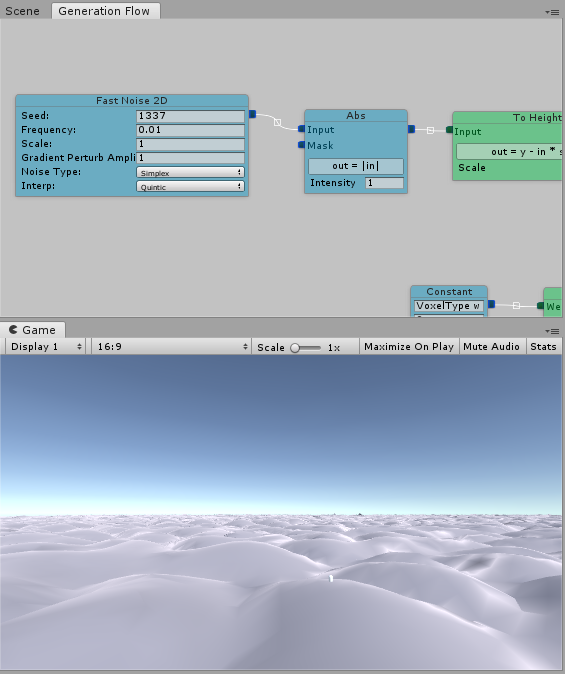 Scene Generation Flow
Fast Noise 2D
Seed: 1337
Frequency: 0.01
Scale: 1
Gradient Perturb Ampli 1
Noise Type: Simplex
Interp: Quintic
Abs
Input
Mask
out = |in|
Intensity 1
To Height
Input
out = y - in * s
Scale
Constant
VoxelType w
We
Game
Display 1 16:9 Scale 1x Maximize On Play Mute Audio Stats